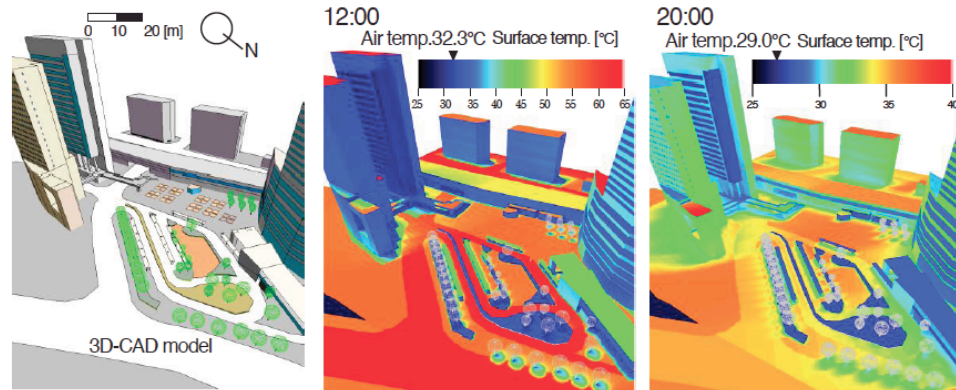 0 10 20 [m]
N
3D-CAD model
12:00
Air temp.32.3°C Surface temp. [°C]
25 30 35 40 45 50 55 60 65
20:00
Air temp.29.0°C Surface temp. [°C]
25 30 35 40